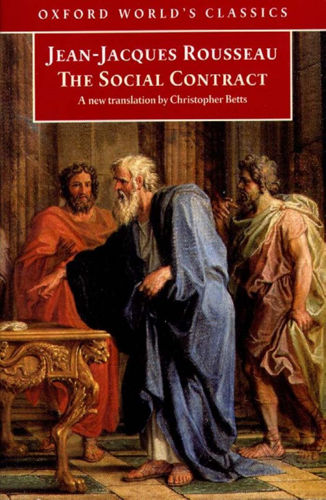 OXFORD WORLD'S CLASSICS
JEAN-JACQUES ROUSSEAU
THE SOCIAL CONTRACT
A new translation by Christopher Betts